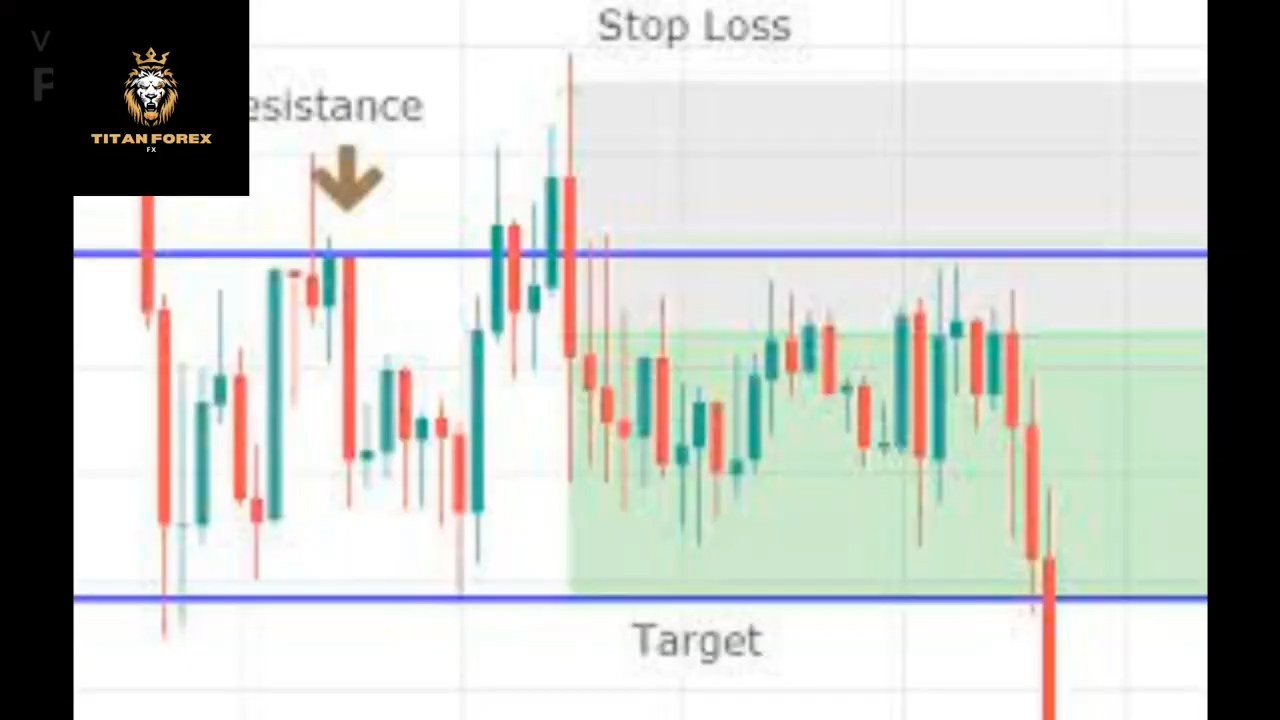 Stop Loss
V
P
esistance
TITAN FOREX
FX
Target